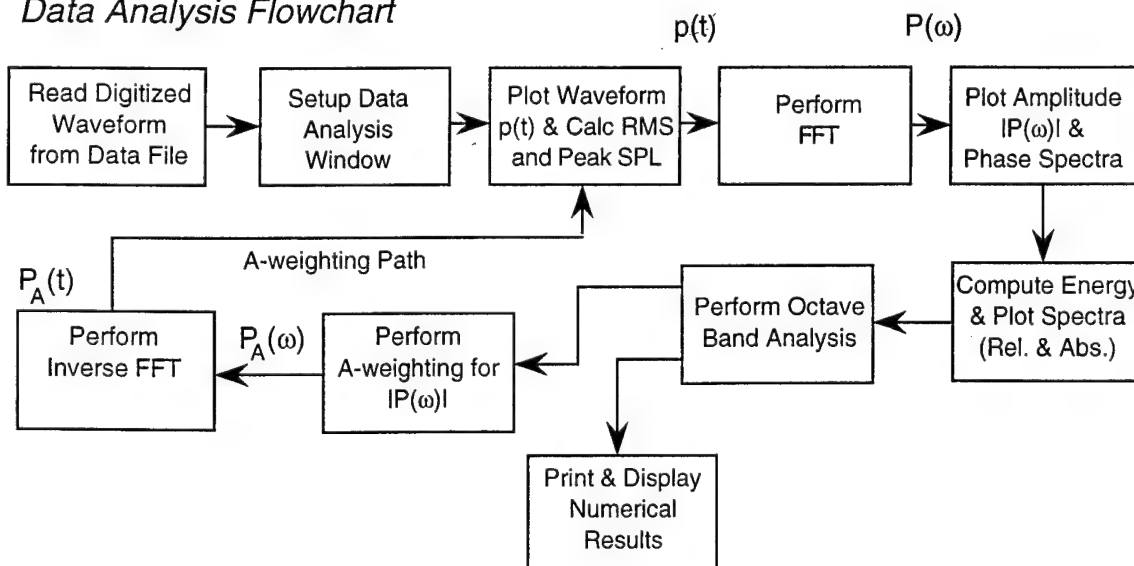 Data Analysis Flowchart
p(t)
P(ω)
Read Digitized
Waveform
from Data File
Setup Data
Analysis
Window
Plot Waveform
p(t) & Calc RMS
and Peak SPL
Perform
FFT
Plot Amplitude
|P(ω)| &
Phase Spectra
A-weighting Path
P_A(t)
Perform
Inverse FFT
P_A(ω)
Perform
A-weighting for
|P(ω)|
Perform Octave
Band Analysis
Compute Energy
& Plot Spectra
(Rel. & Abs.)
Print & Display
Numerical
Results